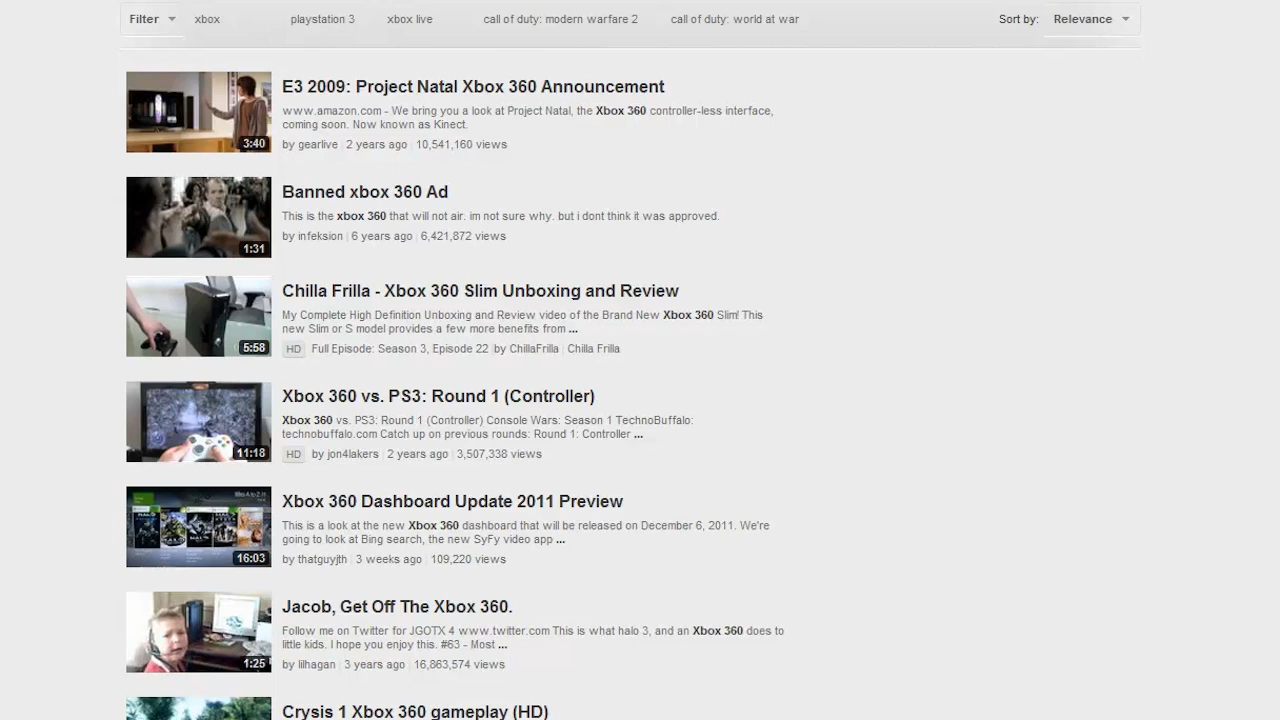 Filter xbox playstation 3 xbox live call of duty: modern warfare 2 call of duty: world at war Sort by: Relevance
E3 2009: Project Natal Xbox 360 Announcement
www.amazon.com - We bring you a look at Project Natal, the Xbox 360 controller-less interface,
coming soon. Now known as Kinect.
by gearlive 2 years ago 10,541,160 views
3:40
Banned xbox 360 Ad
This is the xbox 360 that will not air. im not sure why. but i dont think it was approved.
by infeksion 6 years ago 6,421,872 views
1:31
Chilla Frilla - Xbox 360 Slim Unboxing and Review
My Complete High Definition Unboxing and Review video of the Brand New Xbox 360 Slim! This
new Slim or S model provides a few more benefits from ...
HD Full Episode: Season 3, Episode 22 by ChillaFrilla Chilla Frilla
5:58
Xbox 360 vs. PS3: Round 1 (Controller)
Xbox 360 vs. PS3: Round 1 (Controller) Console Wars: Season 1 TechnoBuffalo:
technobuffalo.com Catch up on previous rounds: Round 1: Controller ...
HD by jon4lakers 2 years ago 3,507,338 views
11:18
Xbox 360 Dashboard Update 2011 Preview
This is a look at the new Xbox 360 dashboard that will be released on December 6, 2011. We're
going to look at Bing search, the new SyFy video app ...
by thatguyjth 3 weeks ago 109,220 views
16:03
Jacob, Get Off The Xbox 360.
Follow me on Twitter for JGOTX 4 www.twitter.com This is what halo 3, and an Xbox 360 does to
little kids. I hope you enjoy this. #63 - Most ...
by lilhagan 3 years ago 16,863,574 views
1:25
Crysis 1 Xbox 360 gameplay (HD)